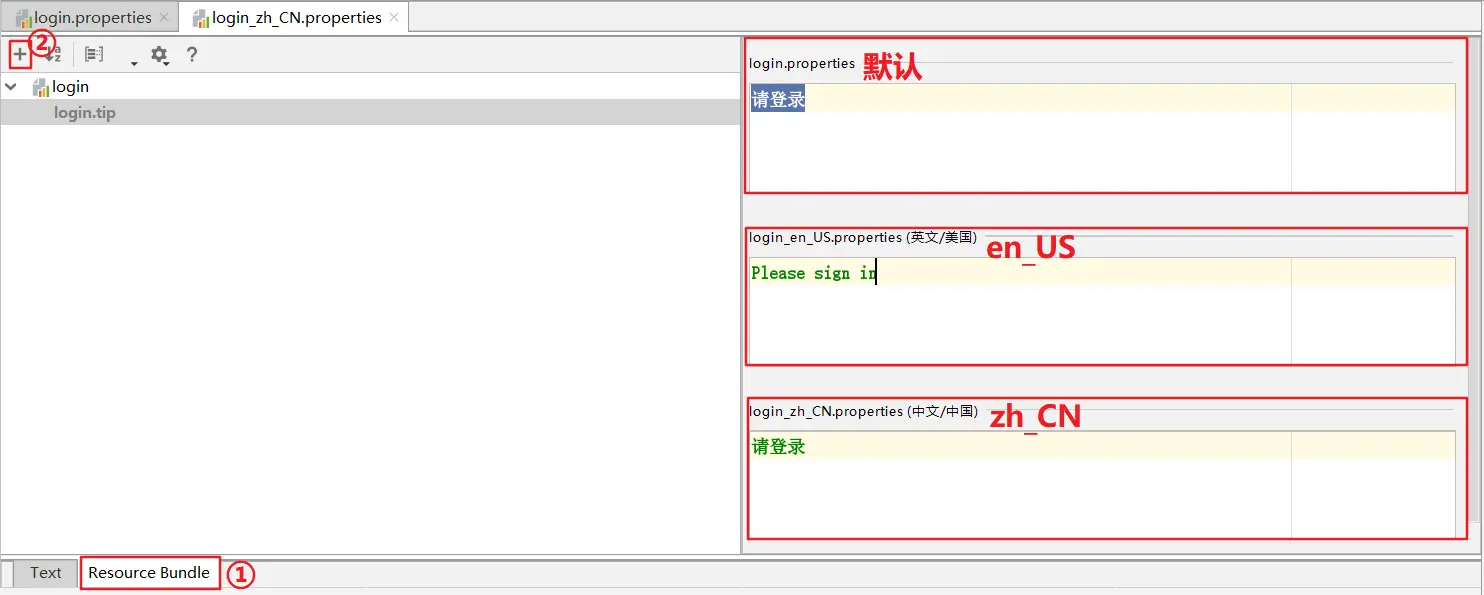 login.properties
login_zh_CN.properties
②
?
login
login.tip
login.properties 默认
请登录
login_en_US.properties (英文/美国) en_US
Please sign in
login_zh_CN.properties (中文/中国) zh_CN
请登录
Text
Resource Bundle ①